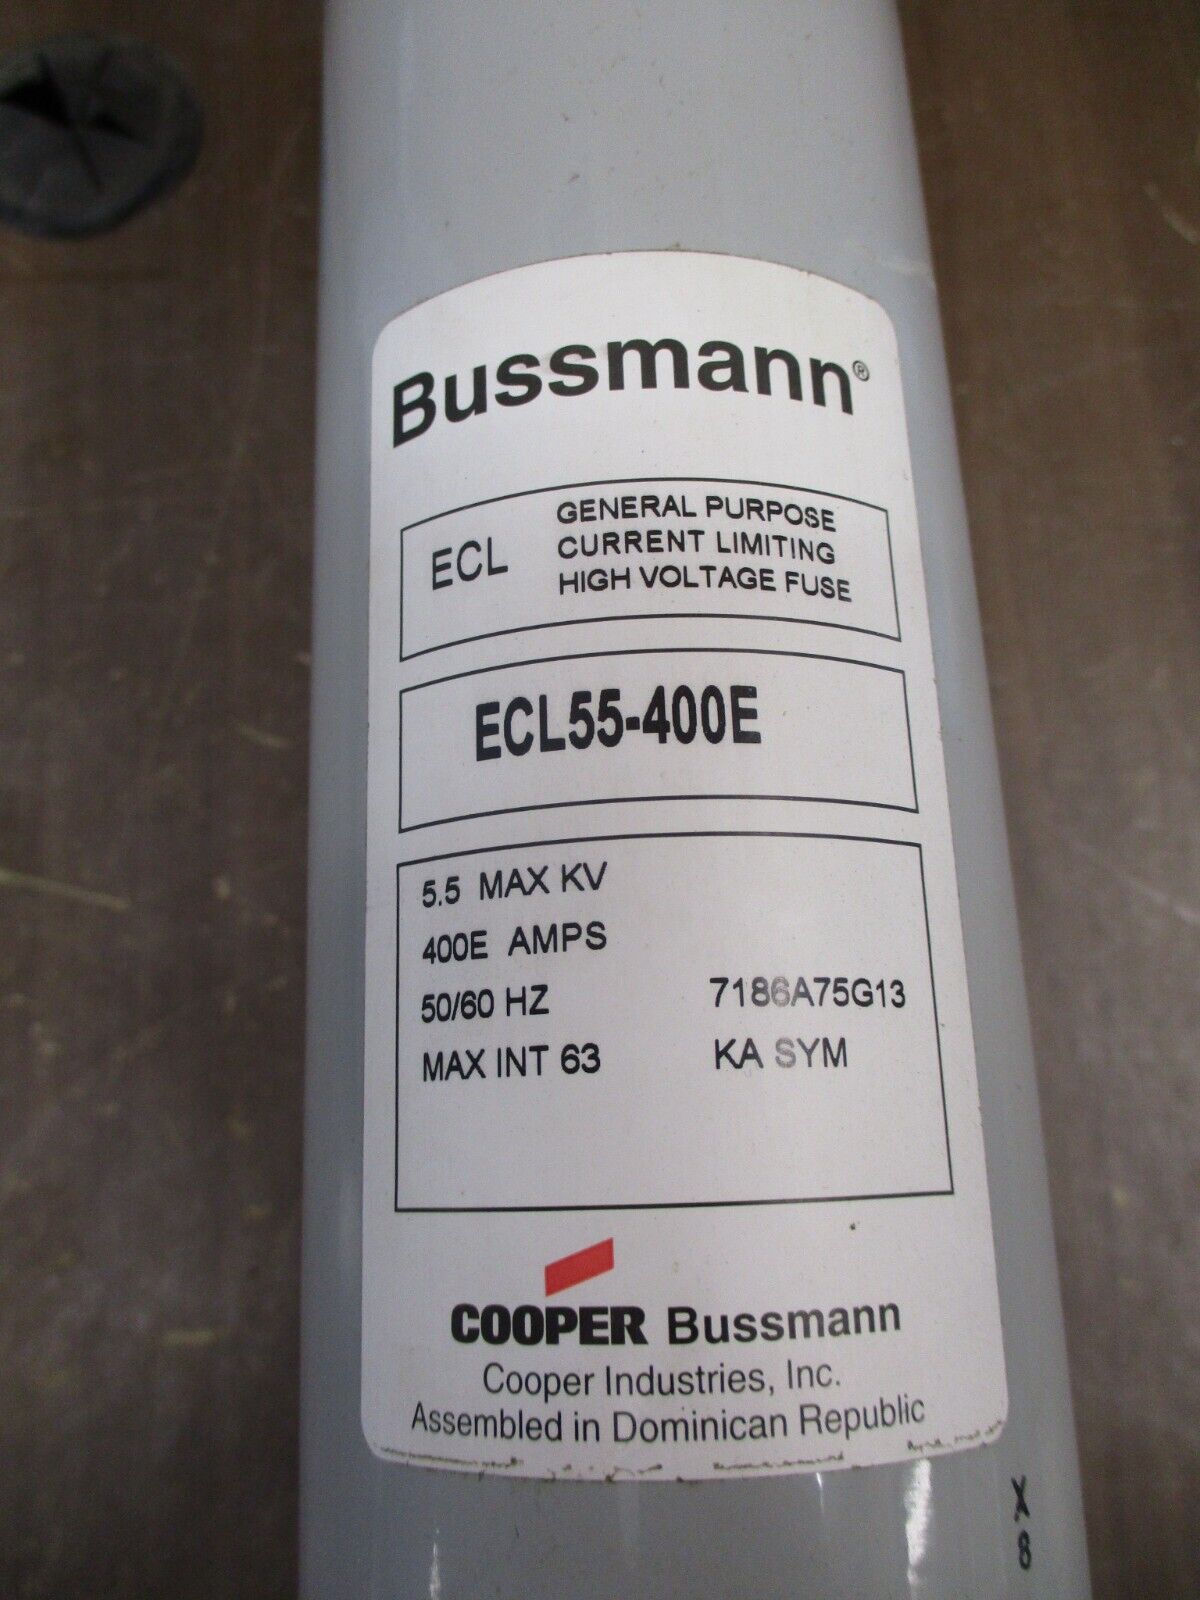 Bussmann®
ECL
GENERAL PURPOSE
CURRENT LIMITING
HIGH VOLTAGE FUSE
ECL55-400E
5.5 MAX KV
400E AMPS
50/60 HZ 7186A75G13
MAX INT 63 KA SYM
COOPER Bussmann
Cooper Industries, Inc.
Assembled in Dominican Republic
X
8